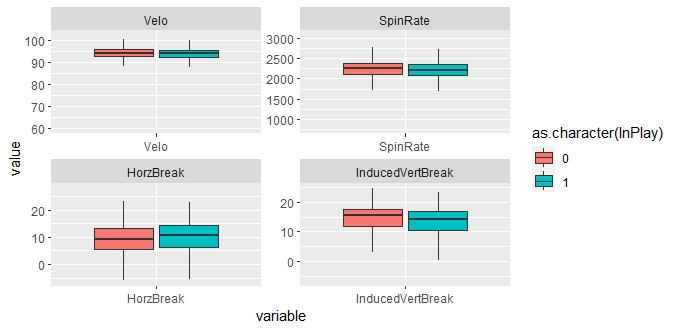 Velo
SpinRate
100
90
80
70
60
3000
2500
2000
1500
1000
Velo
SpinRate
HorzBreak
InducedVertBreak
20
10
0
20
10
0
HorzBreak
InducedVertBreak
value
variable
as.character(InPlay)
0
1